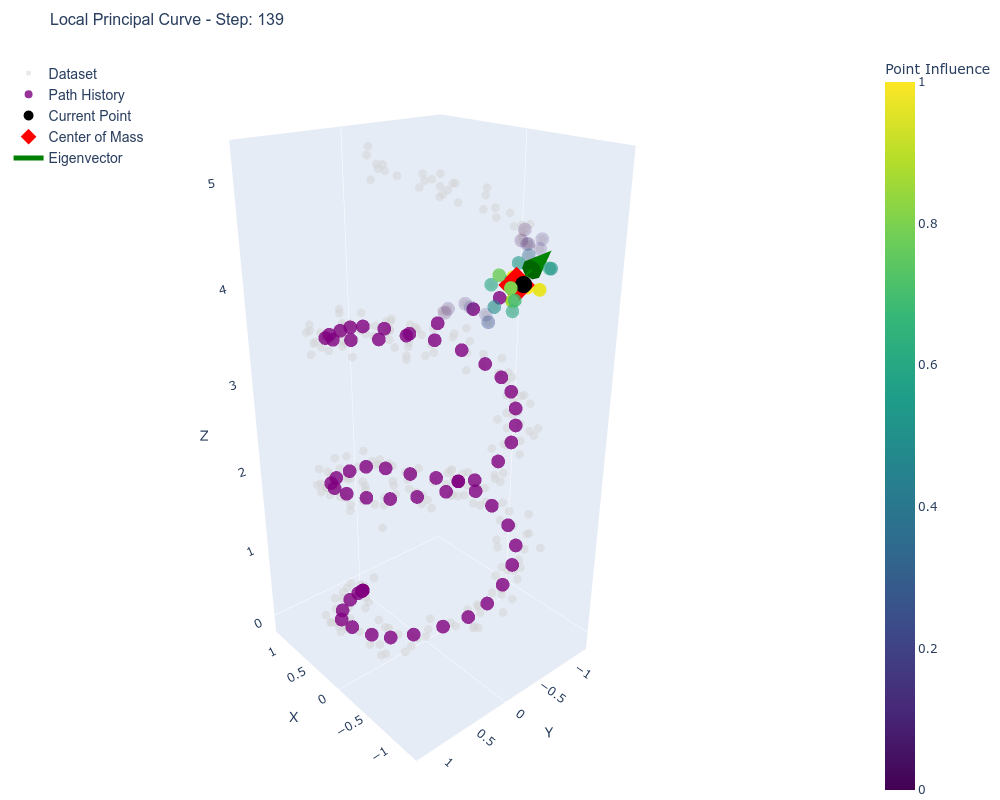 Local Principal Curve - Step: 139
Dataset
Path History
Current Point
Center of Mass
Eigenvector
Point Influence
1
0.8
0.6
0.4
0.2
0
5
4
3
Z
2
1
0
1
0.5
0
X
−0.5
−1
−1
−0.5
0
Y
0.5
1